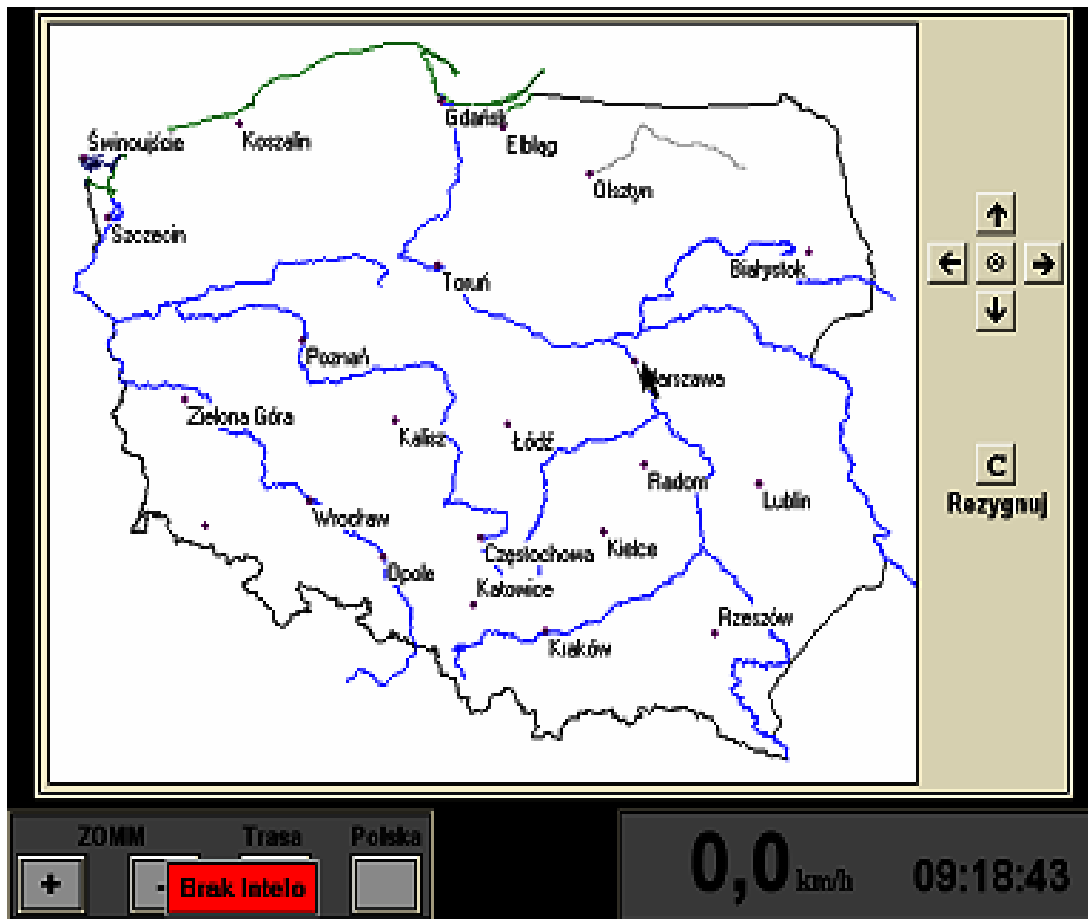 Gdańsk
Świnoujście
Koszalin
Elbląg
Olsztyn
Szczecin
Białystok
Toruń
Poznań
Warszawa
Zielona Góra
Kalisz
Łódź
Radom
Lublin
C
Rezygnuj
Wrocław
Częstochowa
Kielce
Opole
Katowice
Rzeszów
Kraków
ZOMM
Trasa
Polska
0,0 km/h
09:18:43
+
-
Brak Intelo